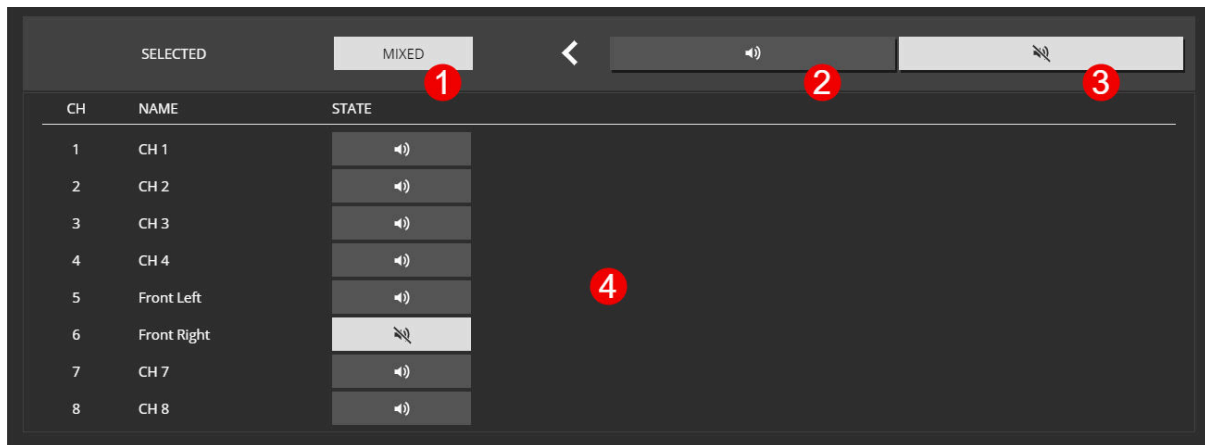 SELECTED MIXED
1 2 3
CH NAME STATE
1 CH 1
2 CH 2
3 CH 3
4 CH 4
4
5 Front Left
6 Front Right
7 CH 7
8 CH 8